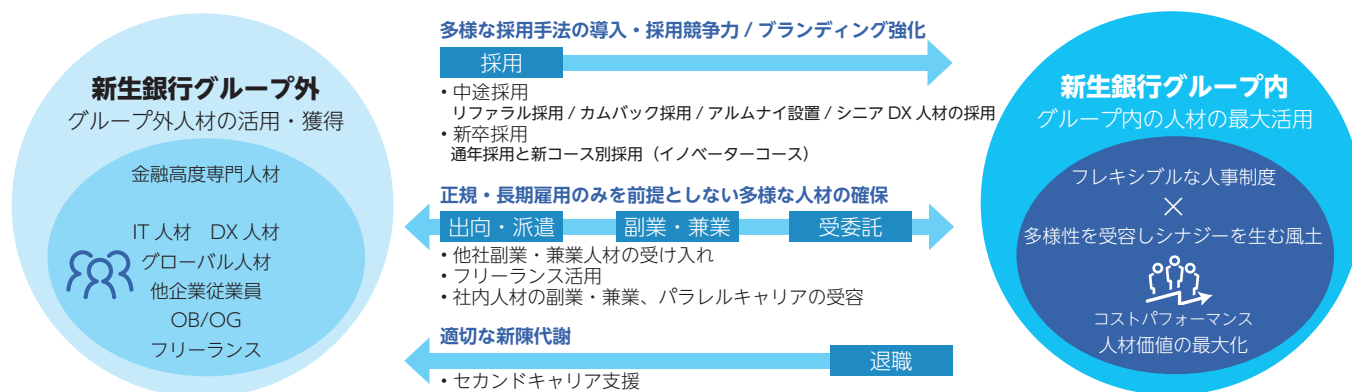 新生銀行グループ外
グループ外人材の活用・獲得
金融高度専門人材
IT 人材　DX 人材
グローバル人材
他企業従業員
OB/OG
フリーランス
多様な採用手法の導入・採用競争力 / ブランディング強化
採用
・中途採用
リファラル採用 / カムバック採用 / アルムナイ設置 / シニア DX 人材の採用
・新卒採用
通年採用と新コース別採用（イノベーターコース）
正規・長期雇用のみを前提としない多様な人材の確保
出向・派遣　副業・兼業　受委託
・他社副業・兼業人材の受け入れ
・フリーランス活用
・社内人材の副業・兼業、パラレルキャリアの受容
適切な新陳代謝
退職
・セカンドキャリア支援
新生銀行グループ内
グループ内の人材の最大活用
フレキシブルな人事制度
×
多様性を受容しシナジーを生む風土
コストパフォーマンス
人材価値の最大化